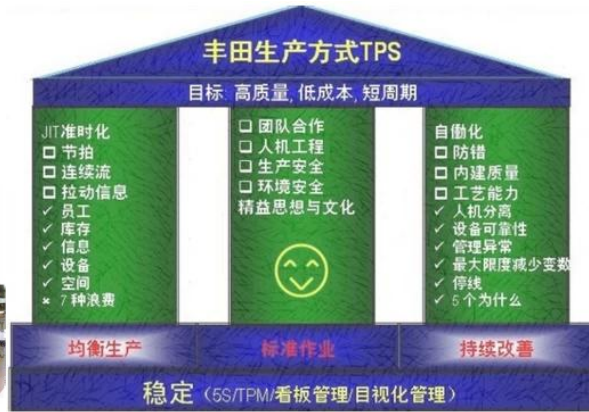 丰田生产方式TPS
目标: 高质量, 低成本, 短周期
JIT准时化
□ 节拍
□ 连续流
□ 拉动信息
✓ 员工
✓ 库存
✓ 信息
✓ 设备
✓ 空间
× 7种浪费
□ 团队合作
□ 人机工程
□ 生产安全
□ 环境安全
精益思想与文化
自働化
□ 防错
□ 内建质量
□ 工艺能力
✓ 人机分离
✓ 设备可靠性
✓ 管理异常
✓ 最大限度减少变数
✓ 停线
✓ 5个为什么
均衡生产
标准作业
持续改善
稳定（5S/TPM/看板管理/目视化管理）